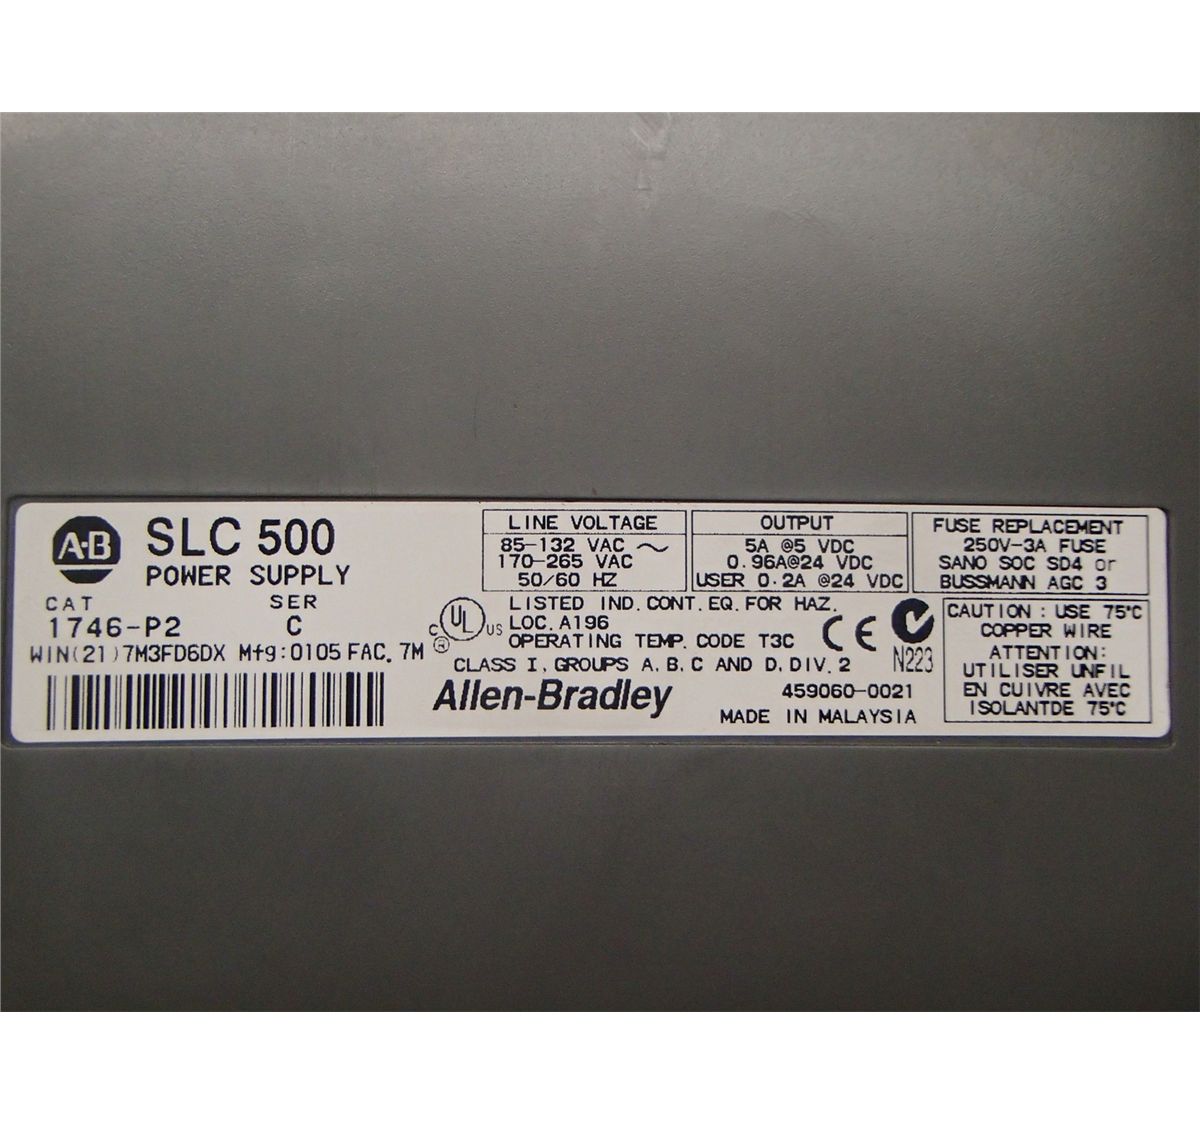 A·B
SLC 500
POWER SUPPLY
CAT SER
1746-P2 C
WIN(21)7M3FD6DX Mfg:0105 FAC. 7M
LINE VOLTAGE
85-132 VAC ~
170-265 VAC
50/60 HZ
OUTPUT
5A @5 VDC
0.96A@24 VDC
USER 0.2A @24 VDC
FUSE REPLACEMENT
250V-3A FUSE
SANO SOC SD4 or
BUSSMANN AGC 3
C UL US ®
LISTED IND.CONT.EQ.FOR HAZ.
LOC.A196
OPERATING TEMP. CODE T3C
CLASS I, GROUPS A,B,C AND D,DIV.2
CE
N223
Allen-Bradley
459060-0021
MADE IN MALAYSIA
CAUTION : USE 75°C
COPPER WIRE
ATTENTION:
UTILISER UNFIL
EN CUIVRE AVEC
ISOLANTDE 75°C